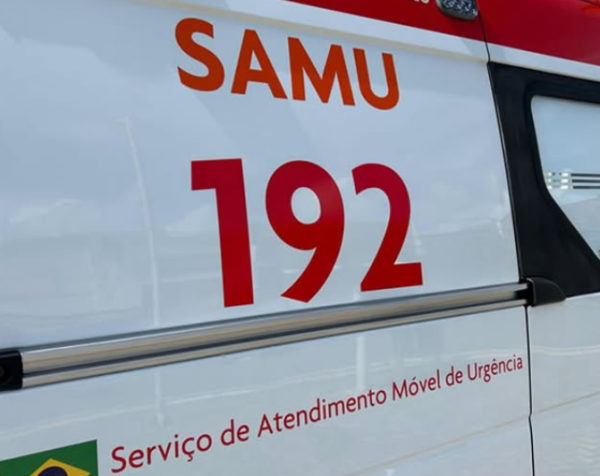 SAMU
192
Serviço de Atendimento Móvel de Urgência